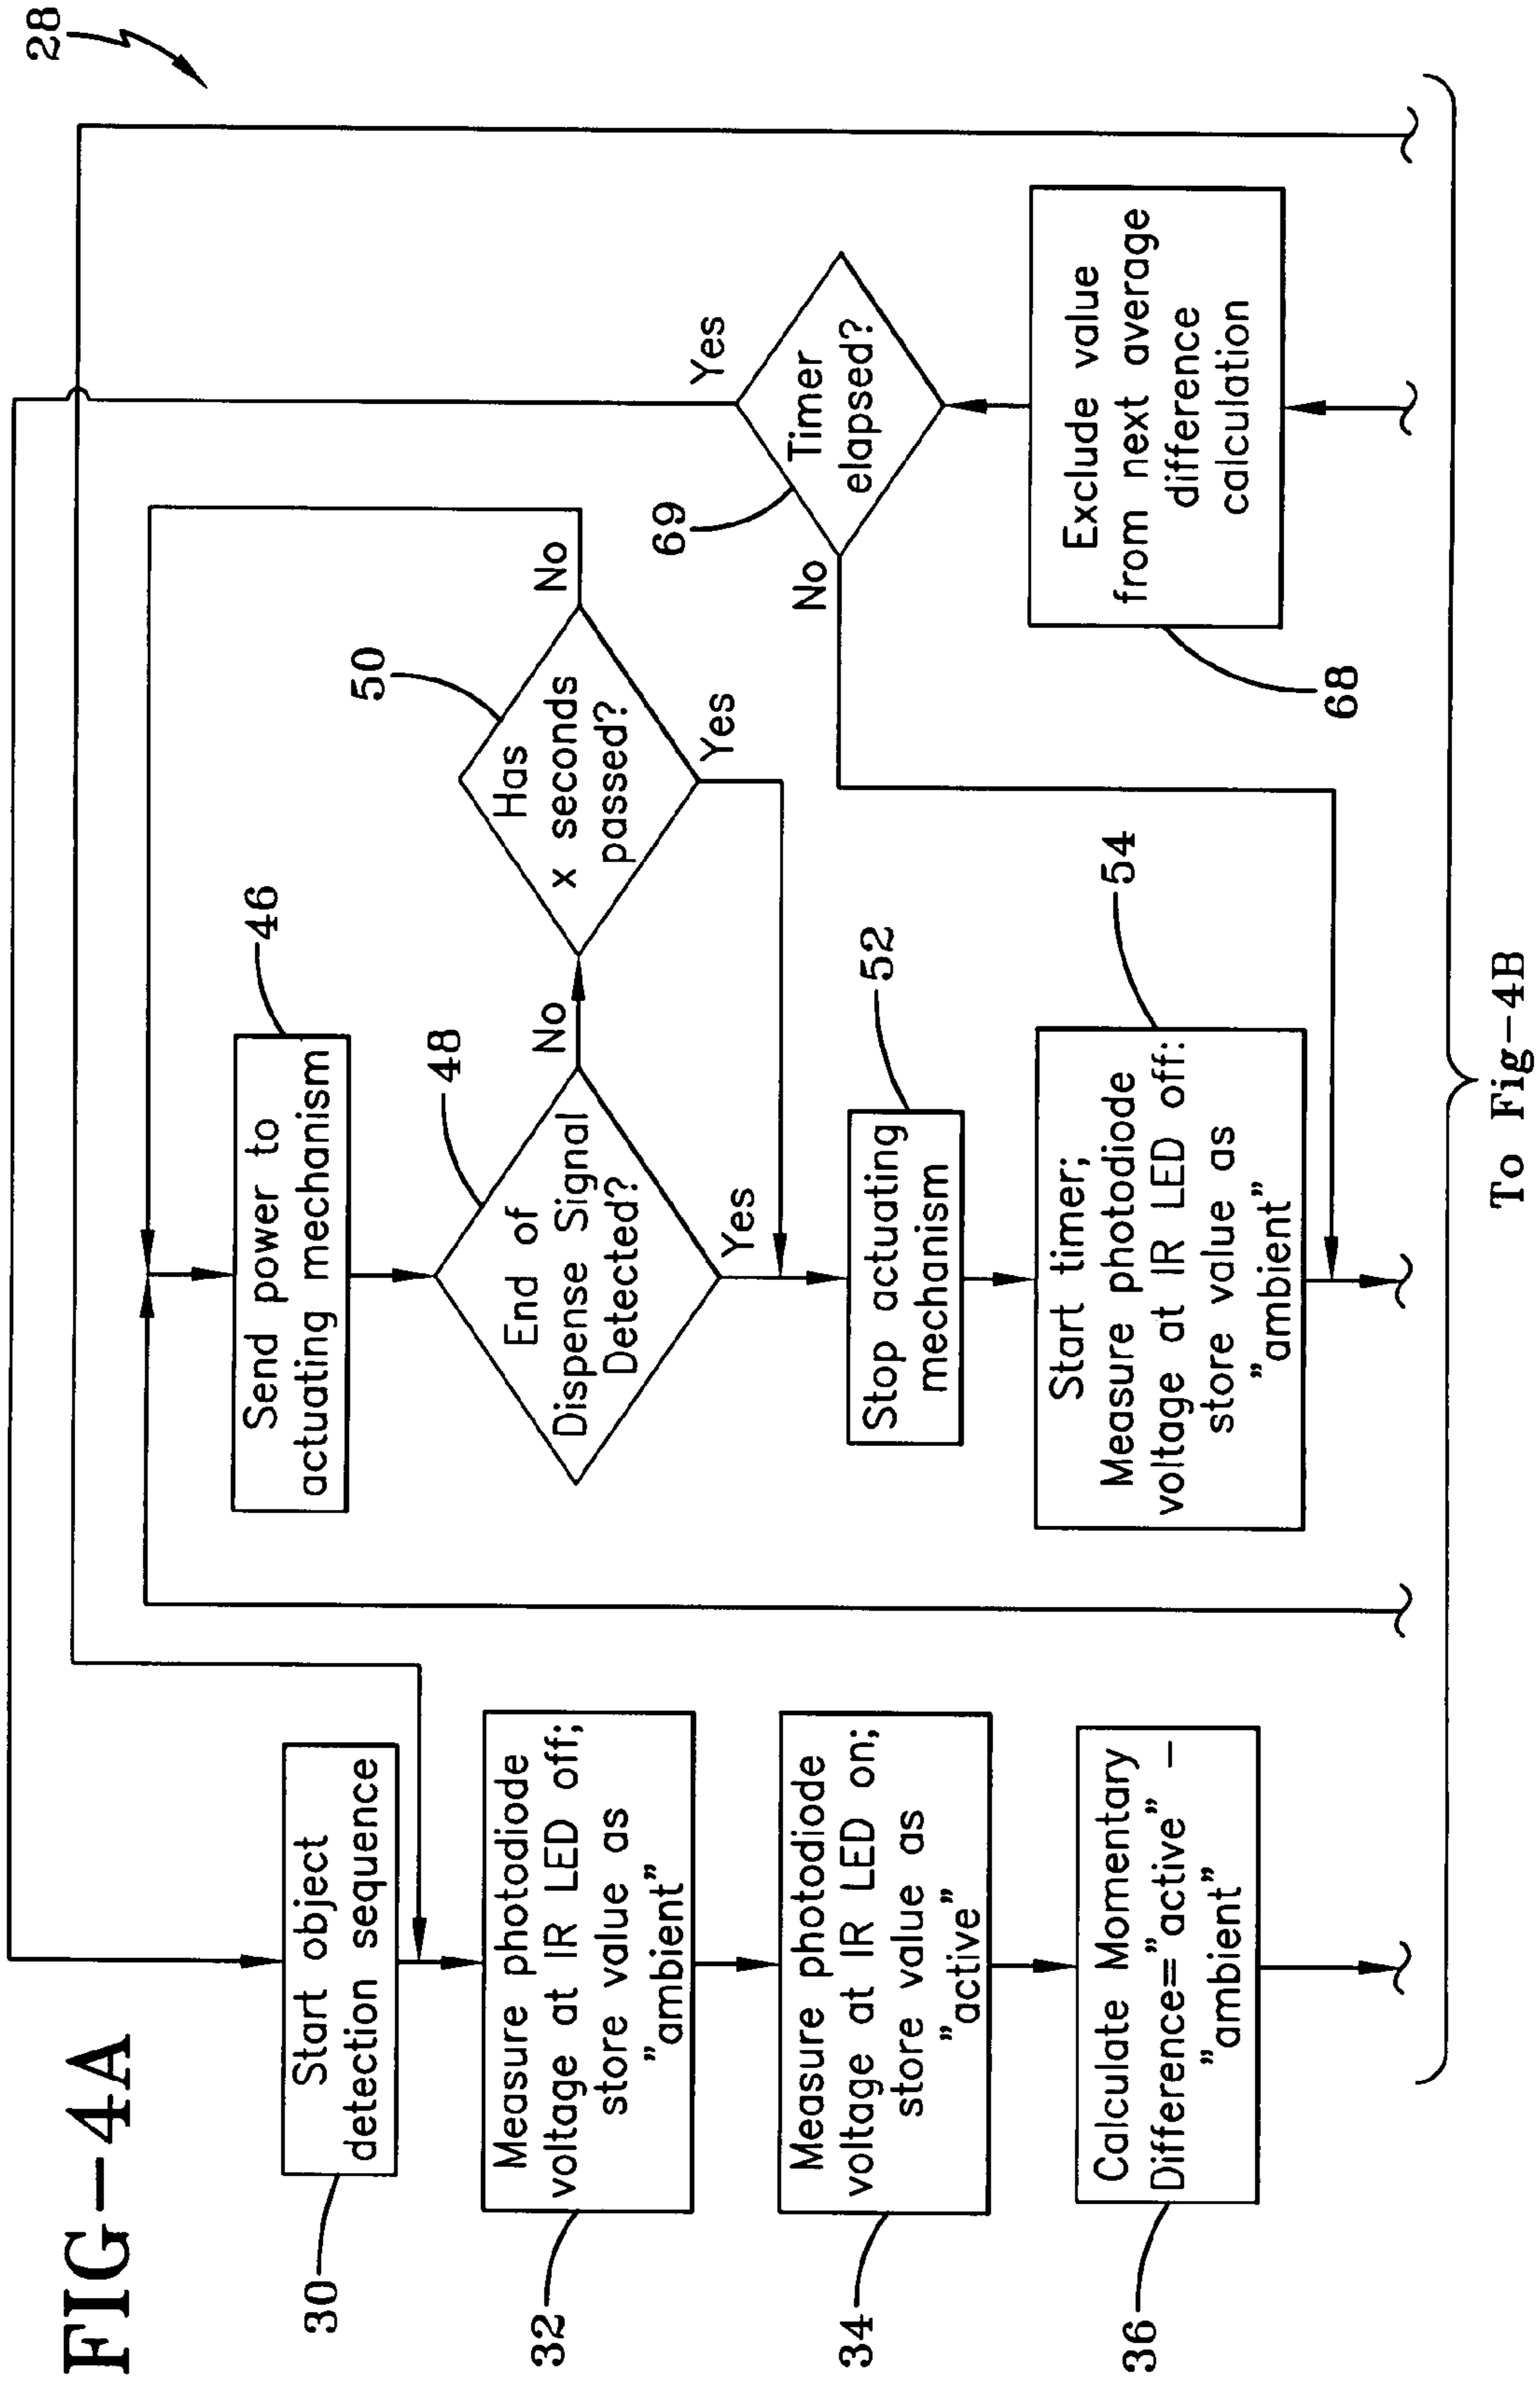 FIG-4A
28
30
Start object
detection sequence
32
Measure photodiode
voltage at IR LED off;
store value as
"ambient"
34
Measure photodiode
voltage at IR LED on;
store value as
"active"
36
Calculate Momentary
Difference="active" -
"ambient"
46
Send power to
actuating mechanism
48
End of
Dispense Signal
Detected?
No
Yes
50
Has
x seconds
passed?
No
Yes
52
Stop actuating
mechanism
54
Start timer;
Measure photodiode
voltage at IR LED off:
store value as
"ambient"
69
Timer
elapsed?
Yes
No
68
Exclude value
from next average
difference
calculation
To Fig-4B